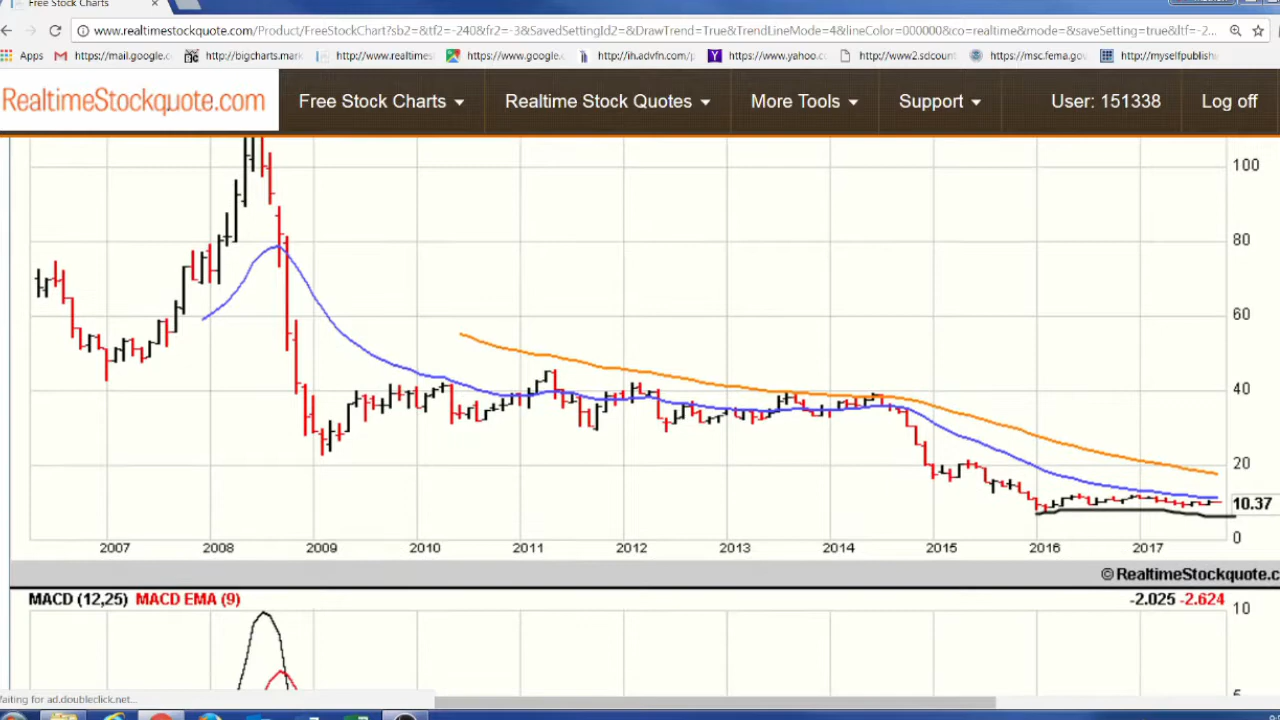 Free Stock Charts
www.realtimestockquote.com/Product/FreeStockChart?sb2=&tf2=-240&fr2=-3&SavedSettingId2=&DrawTrend=True&TrendLineMode=4&lineColor=000000&co=realtime&mode=&saveSetting=true&dtf=-2...
Apps https://mail.google.c http://bigcharts.mark http://www.realtimes https://www.google.c http://ih.advfn.com/p https://www.yahoo.c http://www2.sdcount https://msc.fema.gov http://myselfpublish
RealtimeStockquote.com Free Stock Charts Realtime Stock Quotes More Tools Support User: 151338 Log off
100
80
60
40
20
10.37
0
2007 2008 2009 2010 2011 2012 2013 2014 2015 2016 2017
© RealtimeStockquote.c
MACD (12,25) MACD EMA (9) -2.025 -2.624
10
5
Waiting for ad.doubleclick.net...